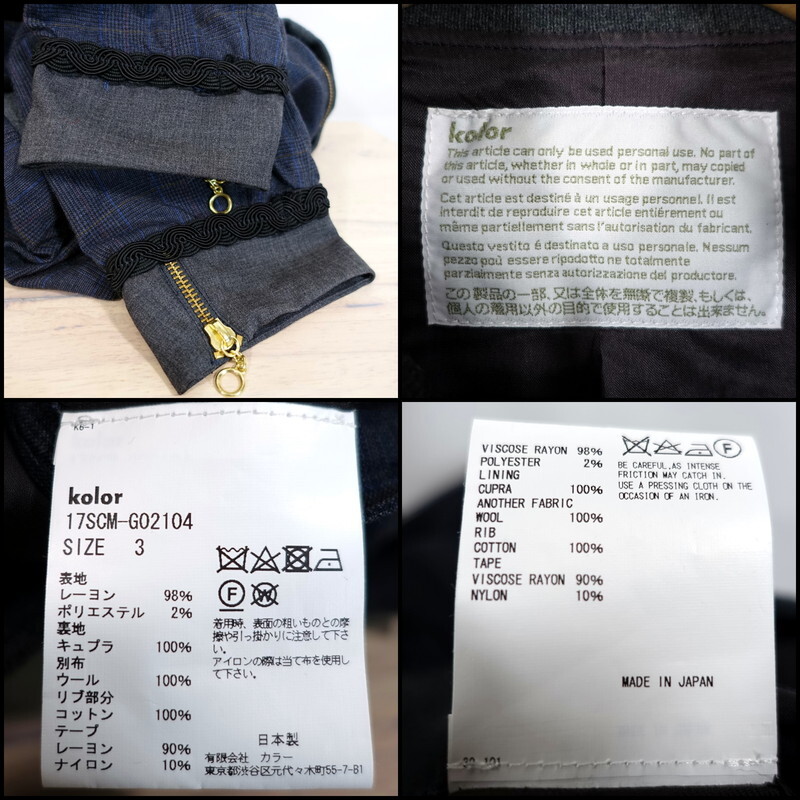 kolor
This article can only be used personal use. No part of
this article, whether in whole or in part, may copied
or used without the consent of the manufacturer.
Cet article est destiné à un usage personnel. Il est
interdit de reproduire cet article entiérement ou
même partiellement sans l'autorisation du fabricant.
Questo vestito é destinato a uso personale. Nessum
pezzo può essere ripodotto ne totalmente
parzialmente senza autorizzazione del productore.
この製品の一部、又は全体を無断で複製、もしくは、
個人の着用以外の目的で使用することは出来ません。
K6-1
kolor
17SCM-G02104
SIZE 3
表地
レーヨン 98%
ポリエステル 2%
裏地
キュプラ 100%
別布
ウール 100%
リブ部分
コットン 100%
テープ
レーヨン 90%
ナイロン 10%
F W
着用時、表面の粗いものとの摩
擦や引っ掛かりに注意して下さ
い。
アイロンの際は当て布を使用し
て下さい。
日本製
有限会社 カラー
東京都渋谷区元代々木町55-7-B1
VISCOSE RAYON 98%
POLYESTER 2%
LINING
CUPRA 100%
ANOTHER FABRIC
WOOL 100%
RIB
COTTON 100%
TAPE
VISCOSE RAYON 90%
NYLON 10%
F
BE CAREFUL.AS INTENSE
FRICTION MAY CATCH IN.
USE A PRESSING CLOTH ON THE
OCCASION OF AN IRON.
MADE IN JAPAN